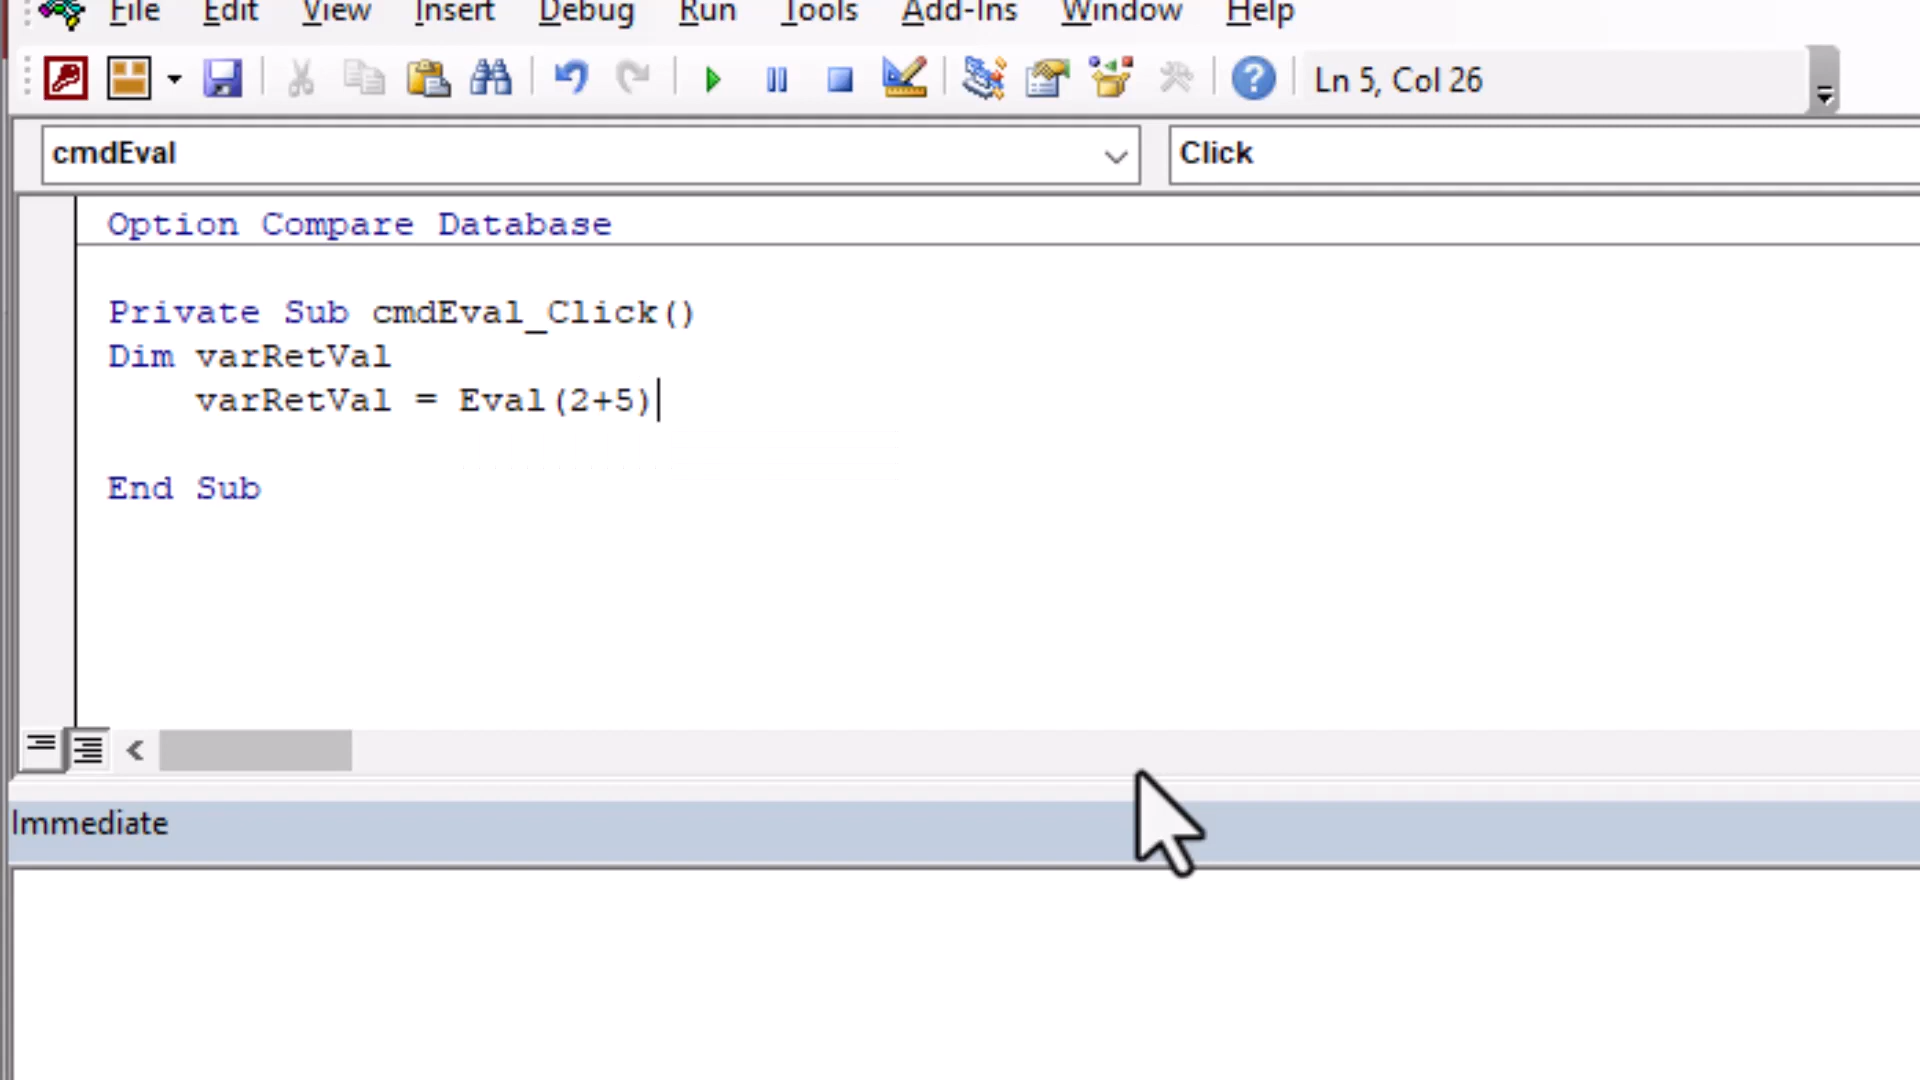 File Edit View Insert Debug Run Tools Add-Ins Window Help
Ln 5, Col 26
cmdEval Click
Option Compare Database
Private Sub cmdEval_Click()
Dim varRetVal
varRetVal = Eval(2+5)
End Sub
Immediate